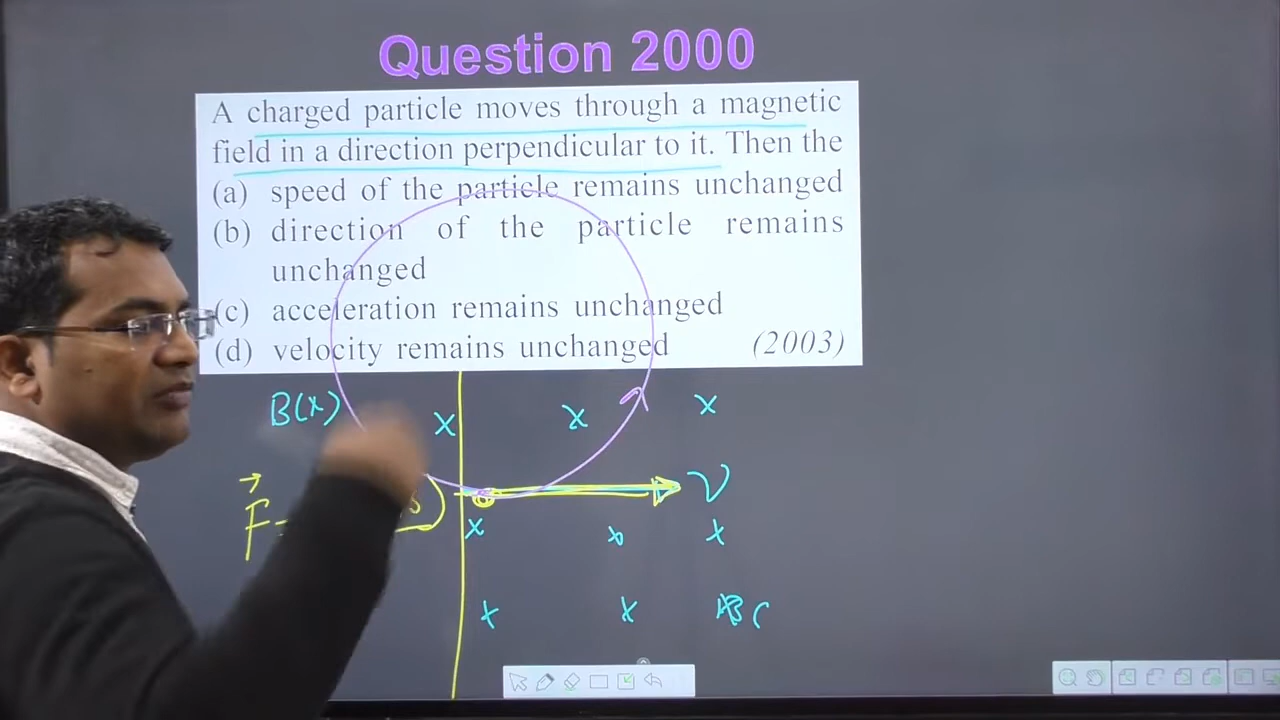 Question 2000
A charged particle moves through a magnetic
field in a direction perpendicular to it. Then the
(a) speed of the particle remains unchanged
(b) direction of the particle remains
unchanged
(c) acceleration remains unchanged
(d) velocity remains unchanged (2003)
B(x) x x x
F V
x x x
x x